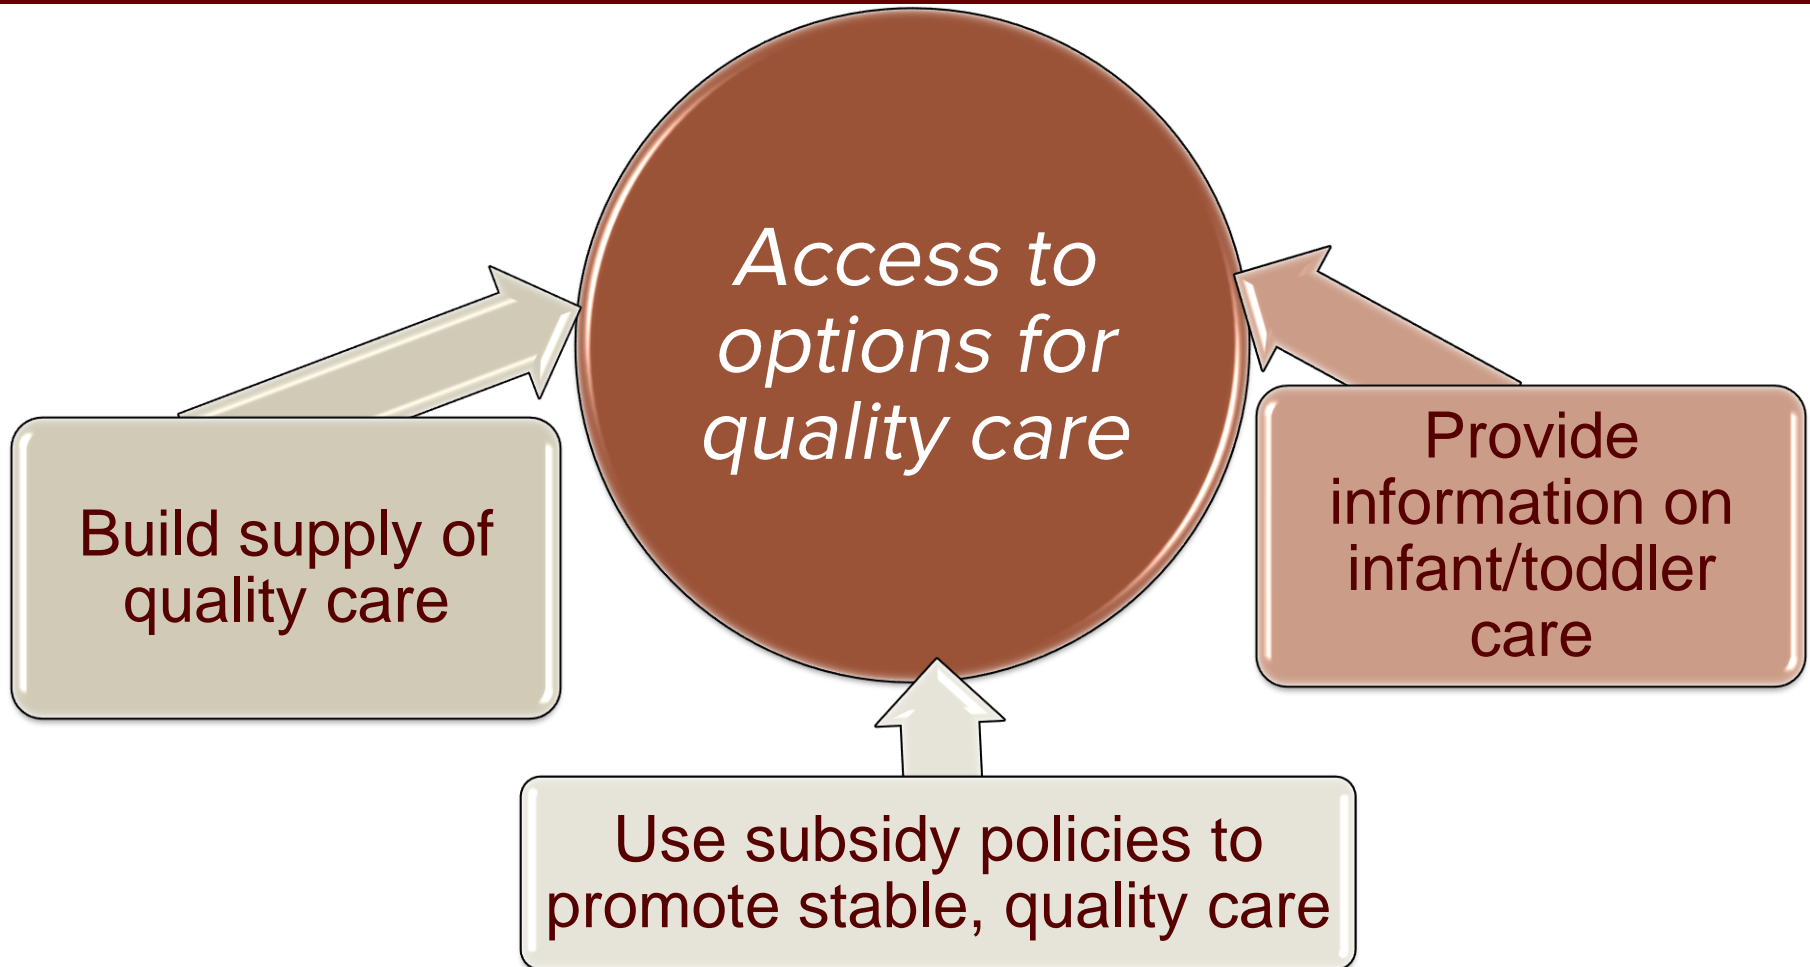 Access to
options for
quality care
Build supply of
quality care
Provide
information on
infant/toddler
care
Use subsidy policies to
promote stable, quality care